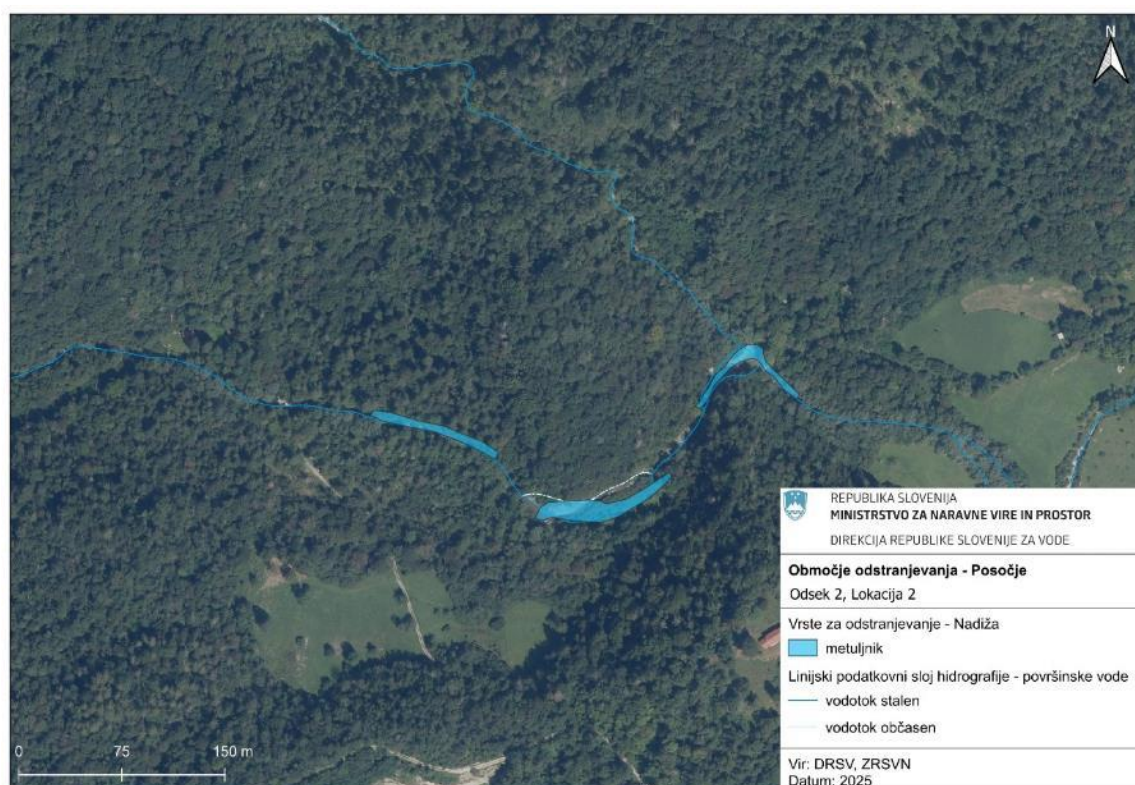 N
REPUBLIKA SLOVENIJA
MINISTRSTVO ZA NARAVNE VIRE IN PROSTOR
DIREKCIJA REPUBLIKE SLOVENIJE ZA VODE
Območje odstranjevanja - Posočje
Odsek 2, Lokacija 2
Vrste za odstranjevanje - Nadiža
metuljnik
Linijski podatkovni sloj hidrografije - površinske vode
vodotok stalen
vodotok občasen
0 75 150 m
Vir: DRSV, ZRSVN
Datum: 2025